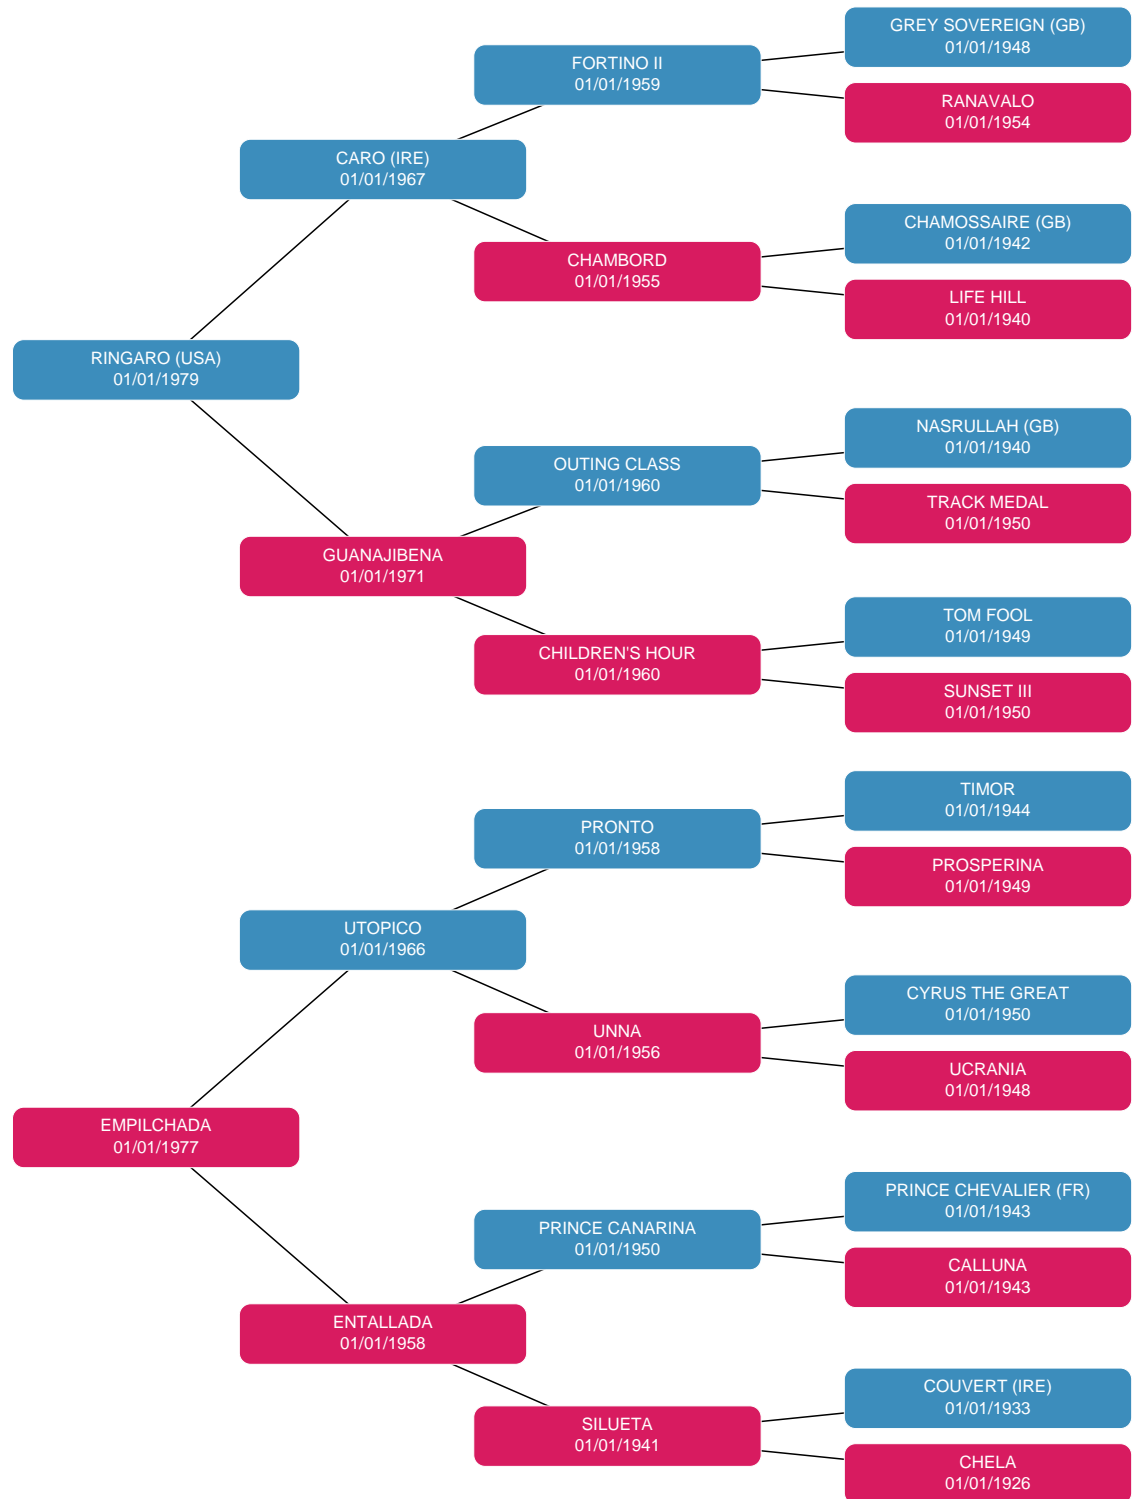 GREY SOVEREIGN (GB)
01/01/1948
FORTINO II
01/01/1959
RANAVALO
01/01/1954
CARO (IRE)
01/01/1967
CHAMOSSAIRE (GB)
01/01/1942
CHAMBORD
01/01/1955
LIFE HILL
01/01/1940
RINGARO (USA)
01/01/1979
NASRULLAH (GB)
01/01/1940
OUTING CLASS
01/01/1960
TRACK MEDAL
01/01/1950
GUANAJIBENA
01/01/1971
TOM FOOL
01/01/1949
CHILDREN'S HOUR
01/01/1960
SUNSET III
01/01/1950
TIMOR
01/01/1944
PRONTO
01/01/1958
PROSPERINA
01/01/1949
UTOPICO
01/01/1966
CYRUS THE GREAT
01/01/1950
UNNA
01/01/1956
UCRANIA
01/01/1948
EMPILCHADA
01/01/1977
PRINCE CHEVALIER (FR)
01/01/1943
PRINCE CANARINA
01/01/1950
CALLUNA
01/01/1943
ENTALLADA
01/01/1958
COUVERT (IRE)
01/01/1933
SILUETA
01/01/1941
CHELA
01/01/1926